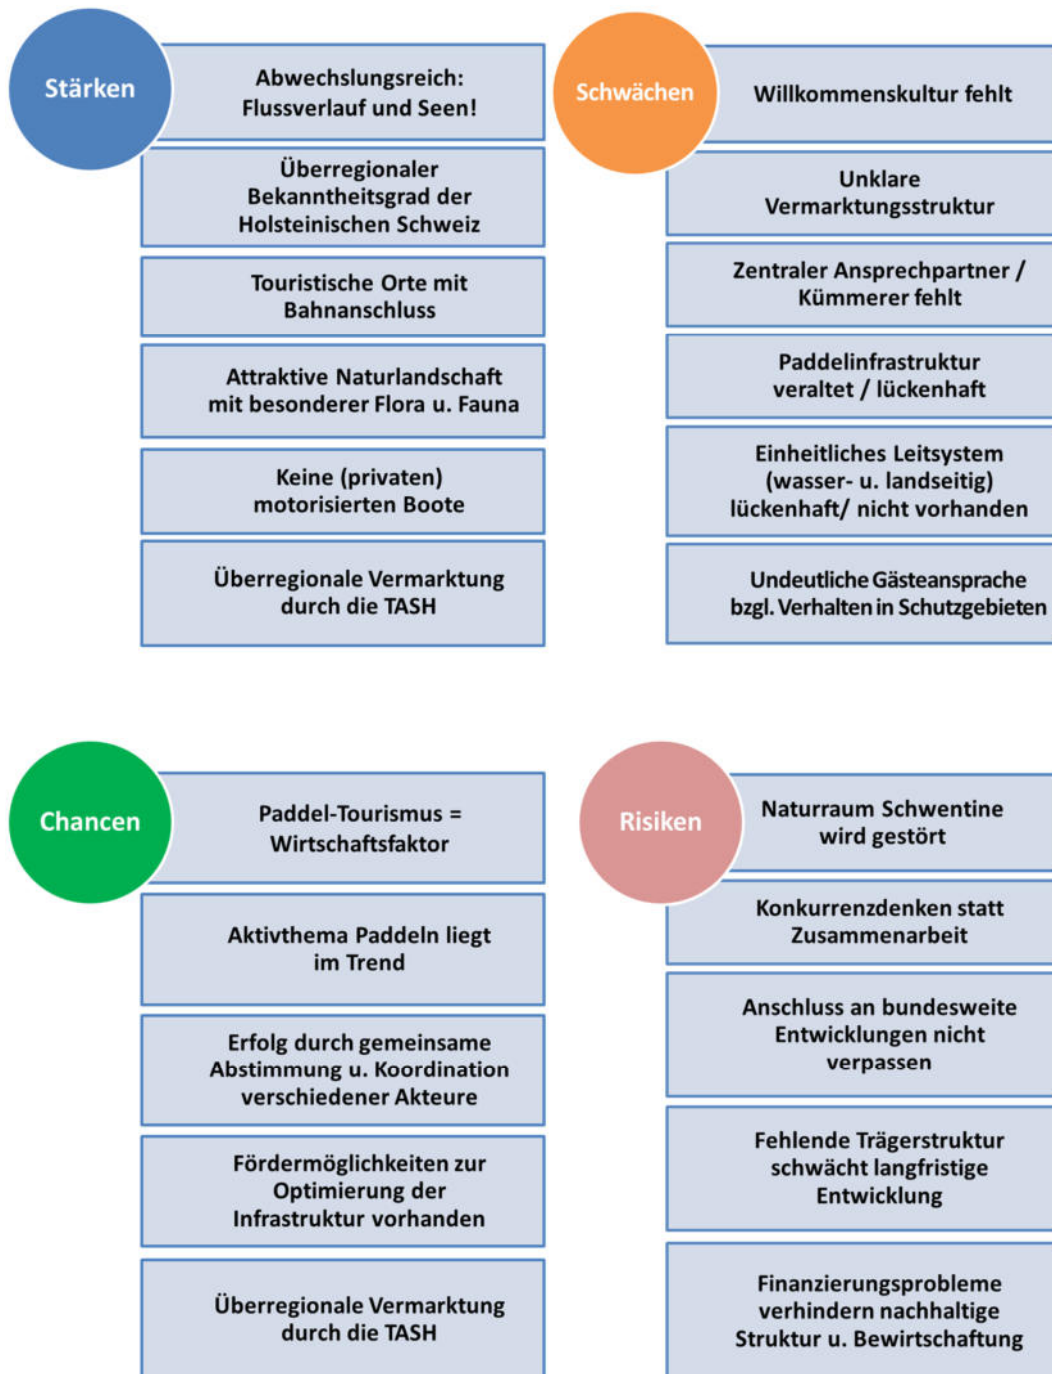 Stärken
Abwechslungsreich:
Flussverlauf und Seen!
Überregionaler
Bekanntheitsgrad der
Holsteinischen Schweiz
Touristische Orte mit
Bahnanschluss
Attraktive Naturlandschaft
mit besonderer Flora u. Fauna
Keine (privaten)
motorisierten Boote
Überregionale Vermarktung
durch die TASH
Schwächen
Willkommenskultur fehlt
Unklare
Vermarktungsstruktur
Zentraler Ansprechpartner /
Kümmerer fehlt
Paddelinfrastruktur
veraltet / lückenhaft
Einheitliches Leitsystem
(wasser- u. landseitig)
lückenhaft/ nicht vorhanden
Undeutliche Gästeansprache
bzgl. Verhalten in Schutzgebieten
Chancen
Paddel-Tourismus =
Wirtschaftsfaktor
Aktivthema Paddeln liegt
im Trend
Erfolg durch gemeinsame
Abstimmung u. Koordination
verschiedener Akteure
Fördermöglichkeiten zur
Optimierung der
Infrastruktur vorhanden
Überregionale Vermarktung
durch die TASH
Risiken
Naturraum Schwentine
wird gestört
Konkurrenzdenken statt
Zusammenarbeit
Anschluss an bundesweite
Entwicklungen nicht
verpassen
Fehlende Trägerstruktur
schwächt langfristige
Entwicklung
Finanzierungsprobleme
verhindern nachhaltige
Struktur u. Bewirtschaftung